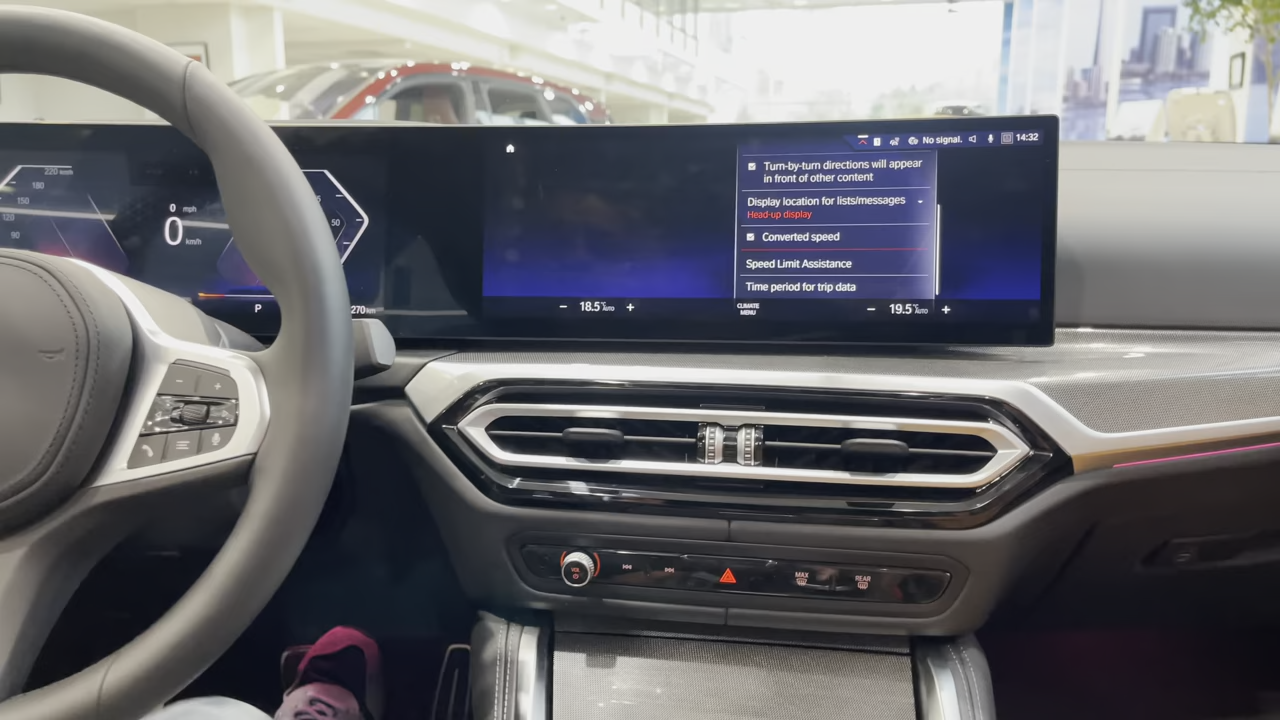 220 km/h
180
150
120
90
0 mph
0 km/h
50
P
270 km
No signal.
14:32
Turn-by-turn directions will appear
in front of other content
Display location for lists/messages
Head-up display
Converted speed
Speed Limit Assistance
Time period for trip data
18.5°C AUTO
CLIMATE
MENU
19.5°C AUTO
VOL
MAX
REAR